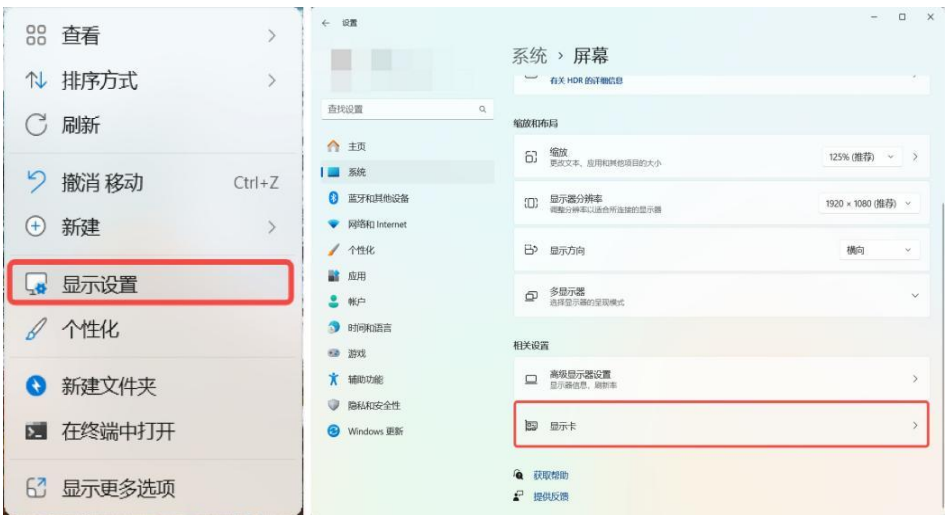 查看
排序方式
刷新
撤消 移动 Ctrl+Z
新建
显示设置
个性化
新建文件夹
在终端中打开
显示更多选项
设置
查找设置
主页
系统
蓝牙和其他设备
网络和 Internet
个性化
应用
帐户
时间和语言
游戏
辅助功能
隐私和安全性
Windows 更新
系统 › 屏幕
有关 HDR 的详细信息
缩放和布局
缩放
更改文本、应用和其他项目的大小
125% (推荐)
显示器分辨率
调整分辨率以适合所连接的显示器
1920 × 1080 (推荐)
显示方向
横向
多显示器
选择显示器的呈现模式
相关设置
高级显示器设置
显示器信息、刷新率
显示卡
获取帮助
提供反馈